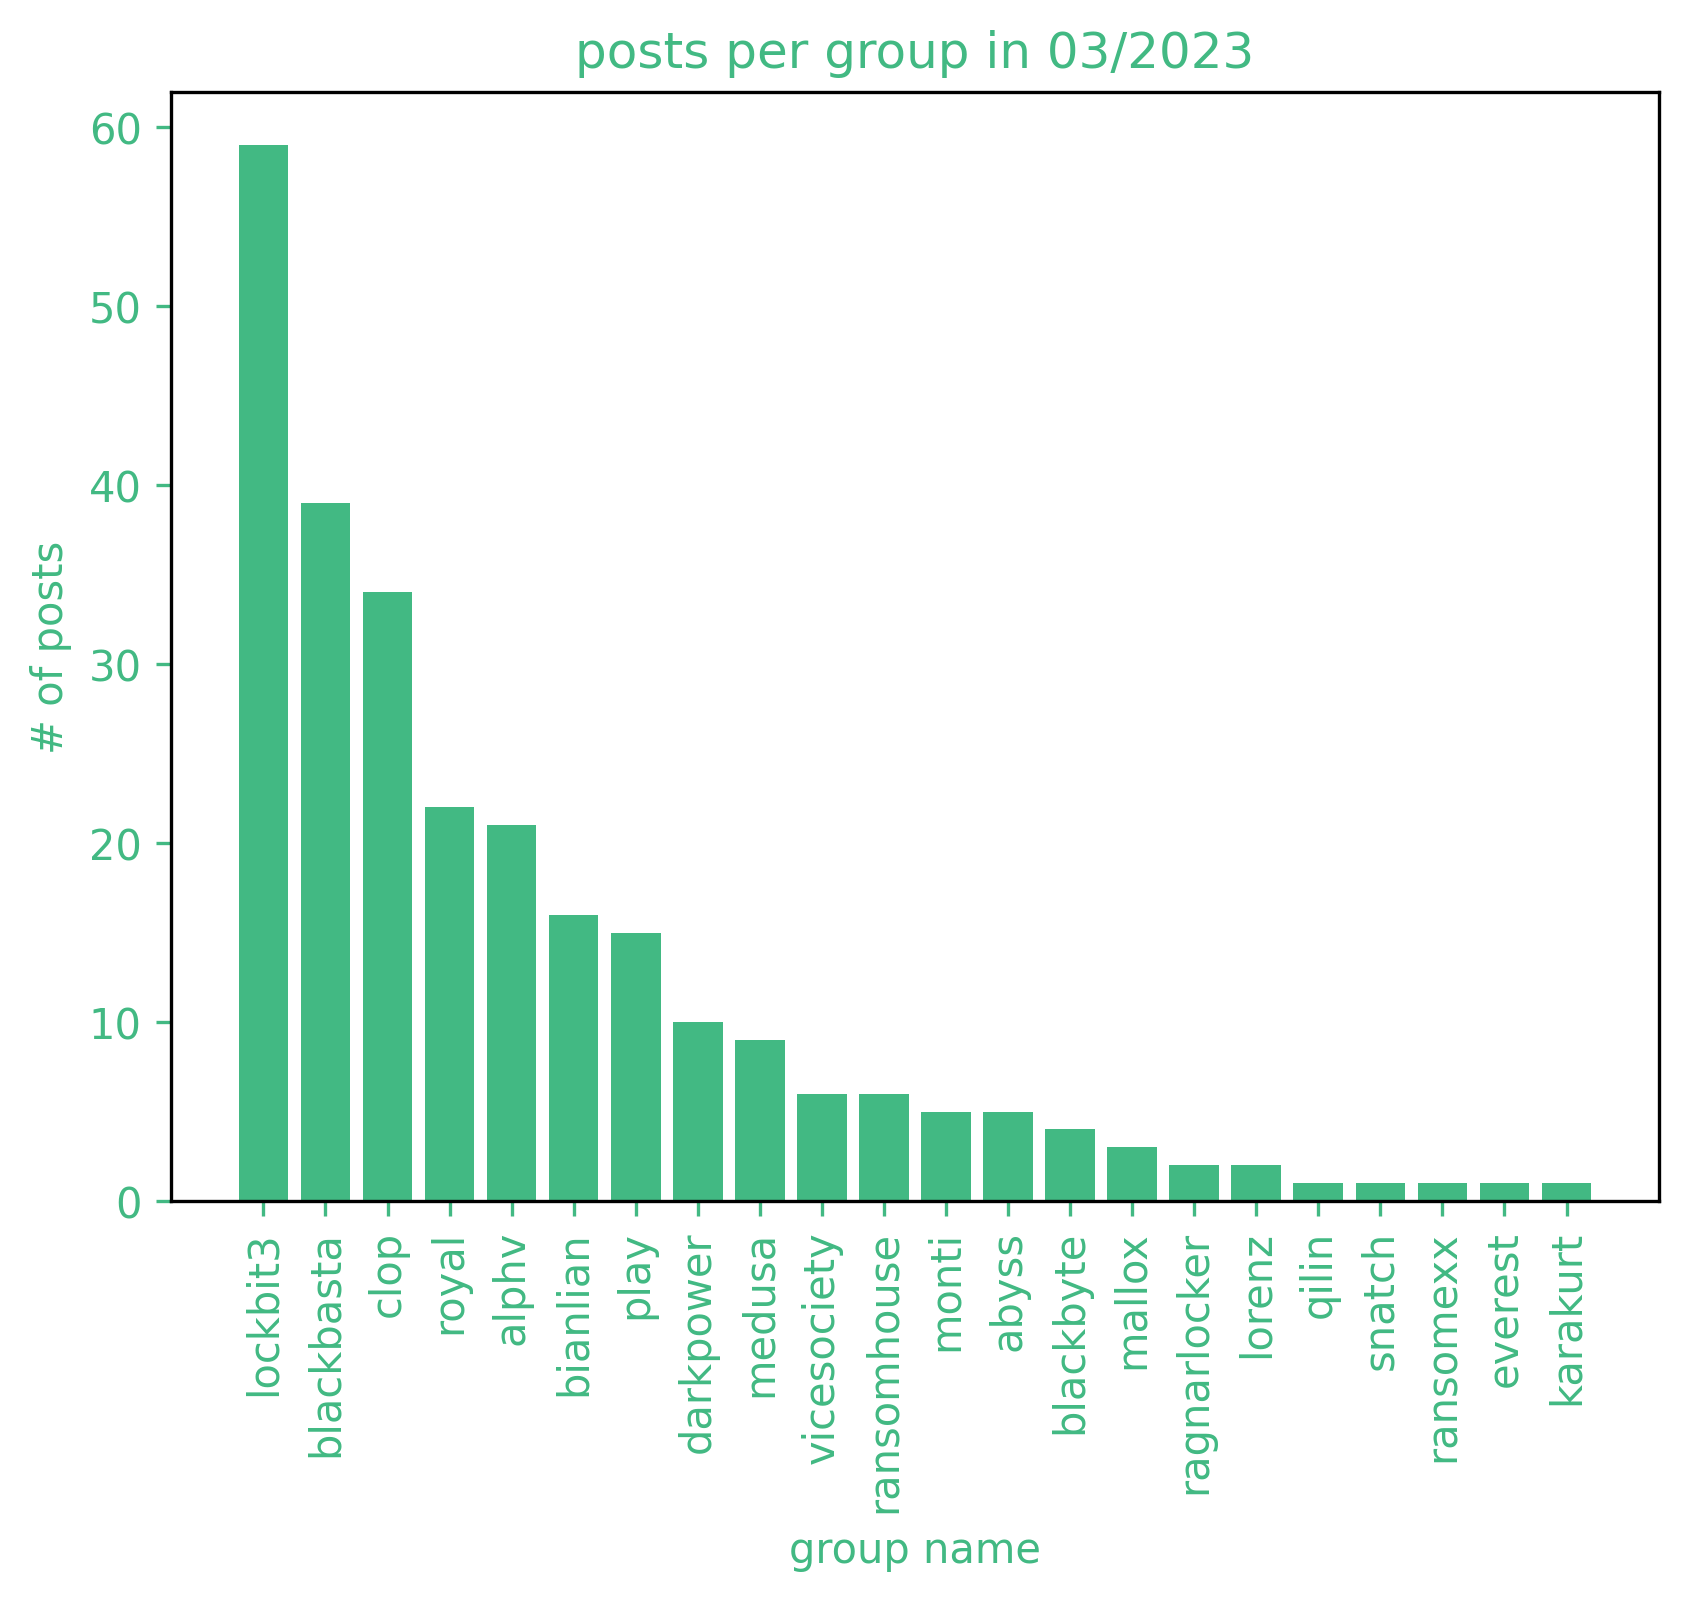 posts per group in 03/2023
# of posts
60
50
40
30
20
10
0
lockbit3
blackbasta
clop
royal
alphv
bianlian
play
darkpower
medusa
vicesociety
ransomhouse
monti
abyss
blackbyte
mallox
ragnarlocker
lorenz
qilin
snatch
ransomexx
everest
karakurt
group name